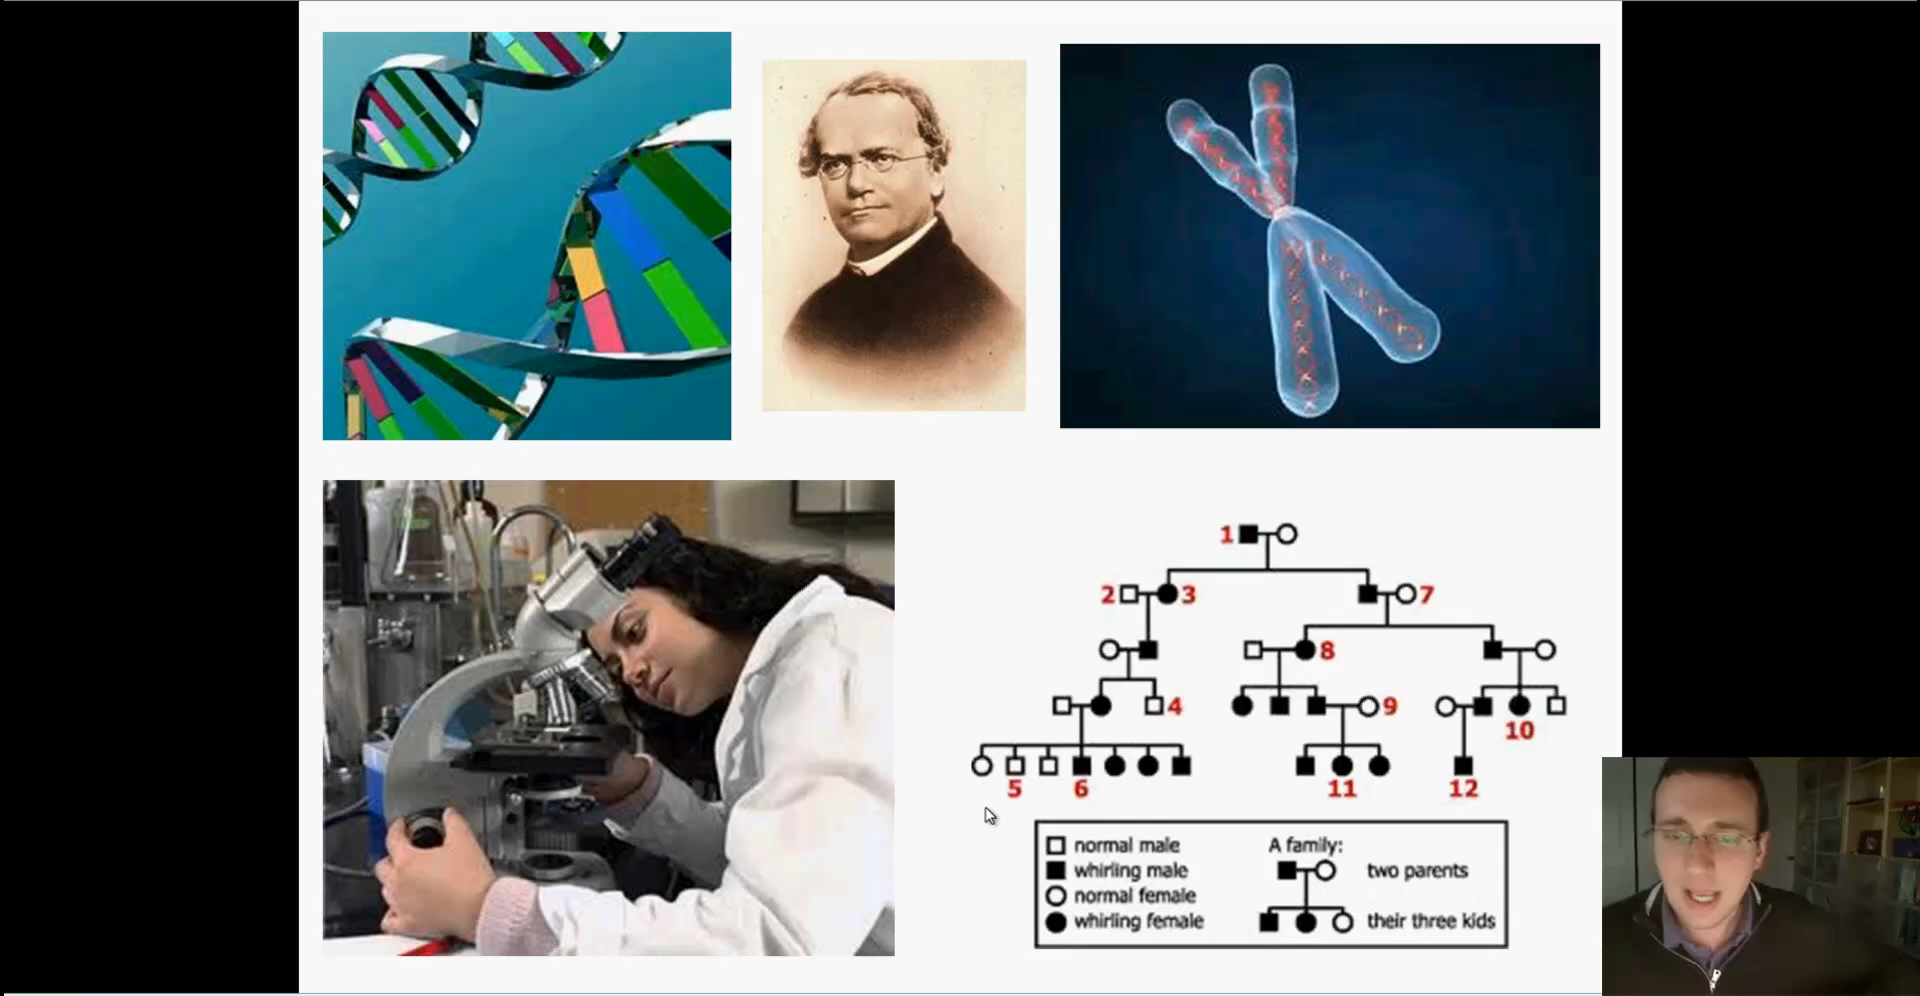 1
2 3 7
8
4 9
10
5 6 11 12
normal male
whirling male
normal female
whirling female
A family:
two parents
their three kids